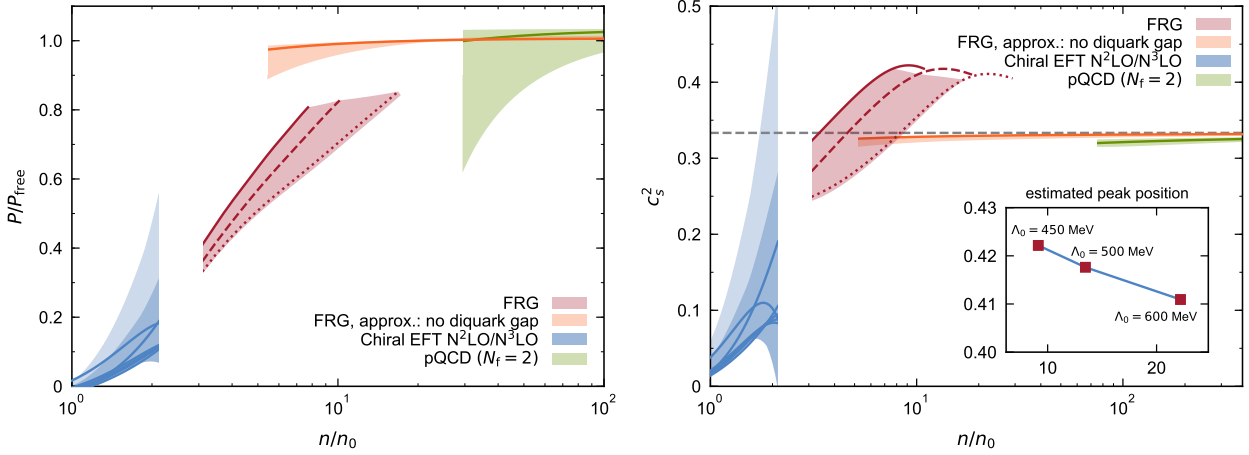 1.0
0.8
0.6
0.4
0.2
0
P/P_free
FRG
FRG, approx.: no diquark gap
Chiral EFT N²LO/N³LO
pQCD (N_f = 2)
10⁰
10¹
10²
n/n₀
0.5
0.4
0.3
0.2
0.1
0
c_s²
FRG
FRG, approx.: no diquark gap
Chiral EFT N²LO/N³LO
pQCD (N_f = 2)
estimated peak position
0.43
0.42
0.41
0.40
Λ₀ = 450 MeV
Λ₀ = 500 MeV
Λ₀ = 600 MeV
10
20
10⁰
10¹
10²
n/n₀